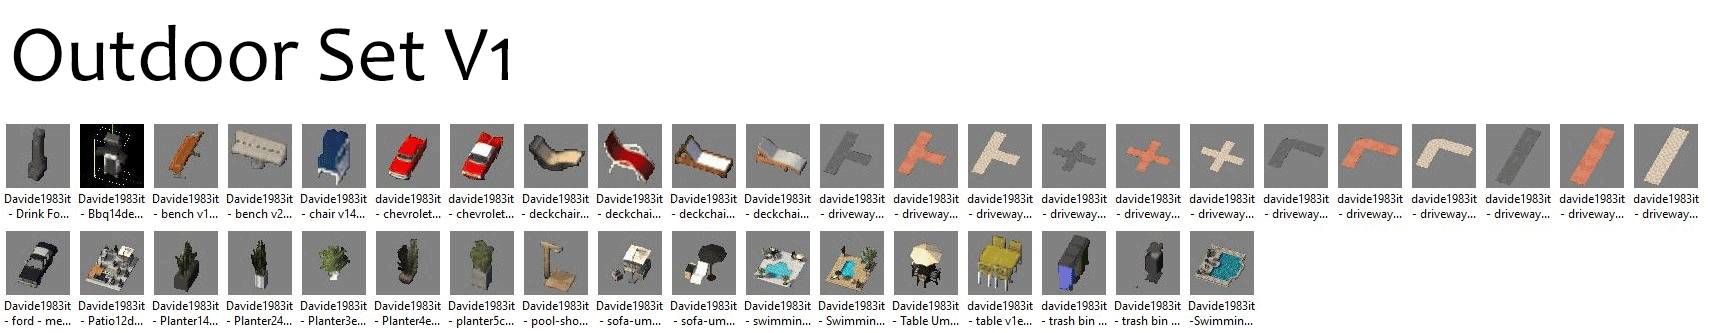 Outdoor Set V1
Davide1983it Davide1983it Davide1983it Davide1983it Davide1983it davide1983it davide1983it Davide1983it Davide1983it Davide1983it Davide1983it Davide1983it Davide1983it Davide1983it Davide1983it Davide1983it Davide1983it Davide1983it Davide1983it Davide1983it Davide1983it Davide1983it Davide1983it
- Drink Fo... - Bbq14de... - bench v1... - bench v2... - chair v14... - chevrolet... - chevrolet... - deckchair... - deckchai... - deckchai... - deckchai... - driveway... - driveway... - driveway... - driveway... - driveway... - driveway... - driveway... - driveway... - driveway... - driveway... - driveway... - driveway...
Davide1983it Davide1983it Davide1983it Davide1983it Davide1983it Davide1983it Davide1983it Davide1983it Davide1983it Davide1983it Davide1983it Davide1983it Davide1983it davide1983it davide1983it Davide1983it Davide1983it
- ford - me... - Patio12d... - Planter14... - Planter24... - Planter3e... - Planter4e... - planter5c... - pool-sho... - sofa-um... - sofa-um... - swimmin... - Swimmin... - Table Um... - table v1e... - trash bin ... - trash bin ... -Swimmin...